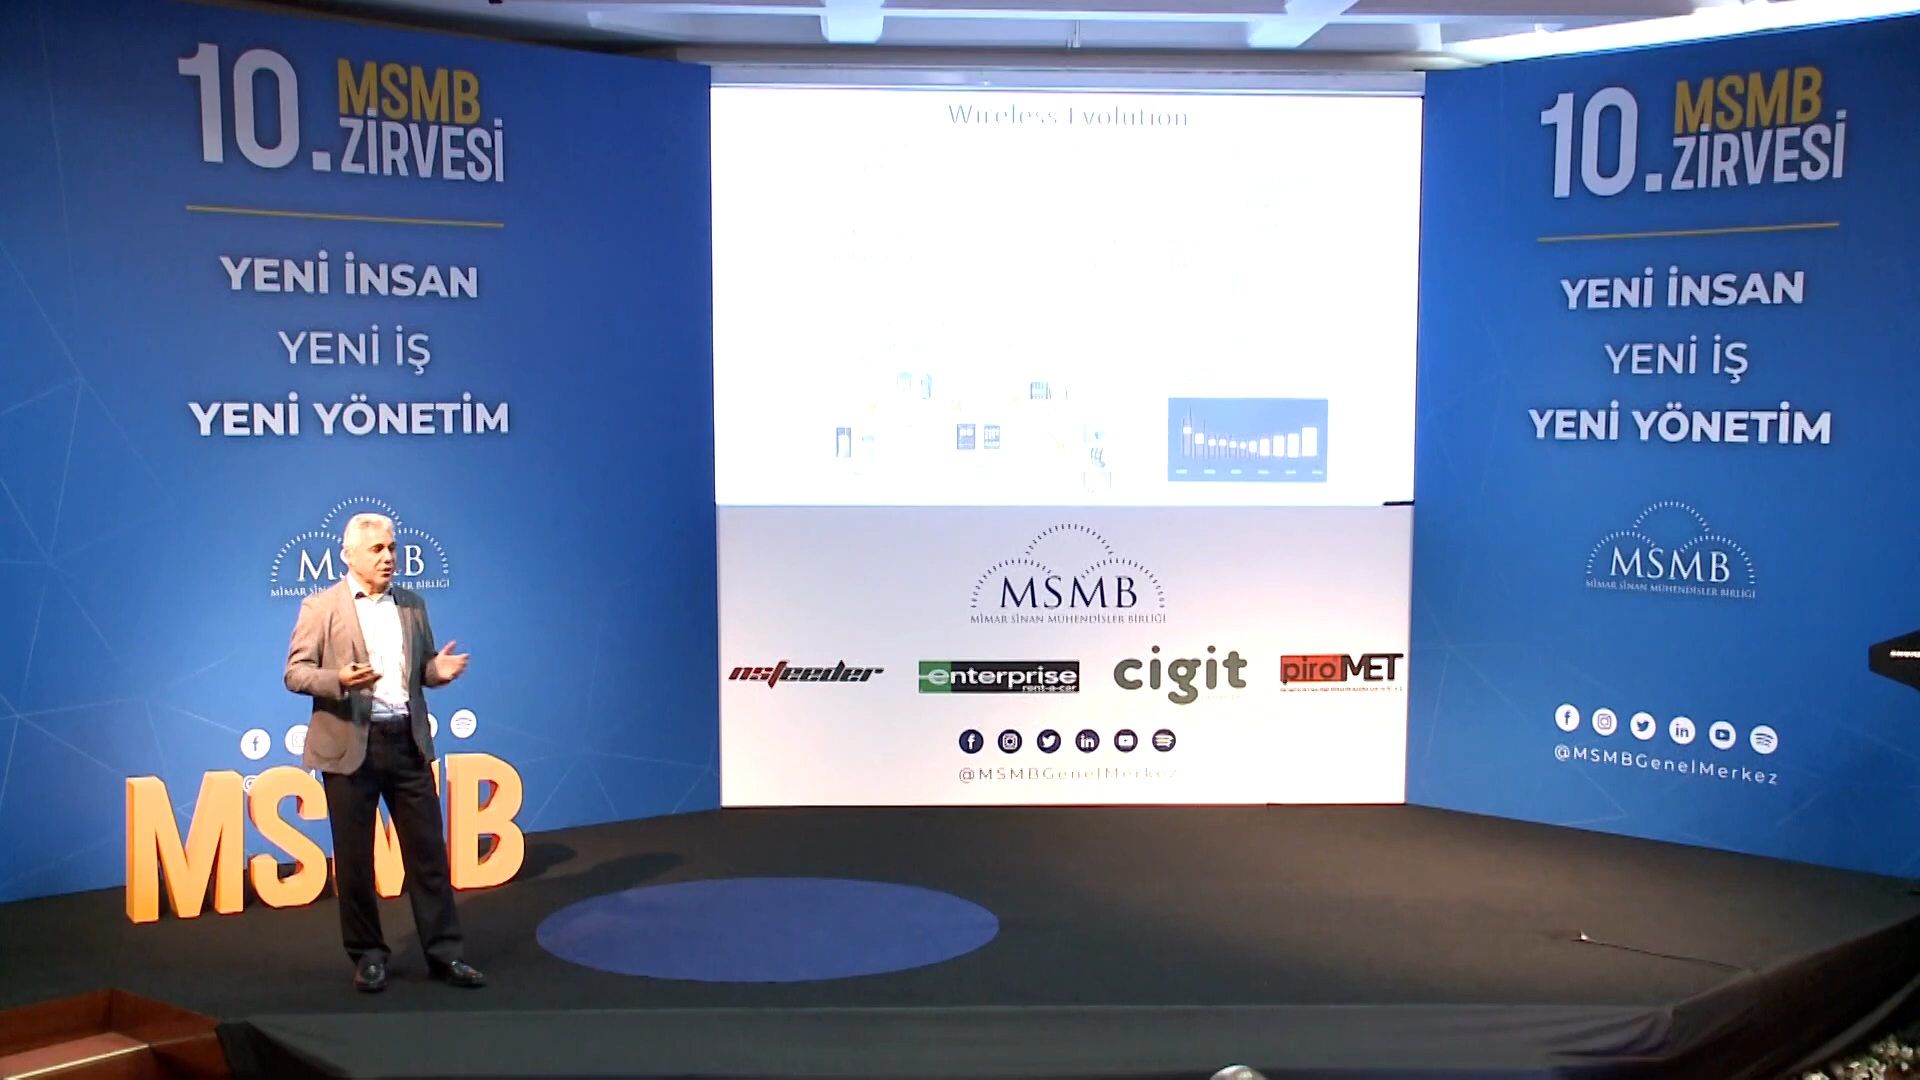 10. MSMB
ZİRVESİ
YENİ İNSAN
YENİ İŞ
YENİ YÖNETİM
MSMB
Wireless Evolution
MSMB
MİMAR SİNAN MÜHENDİSLER BİRLİĞİ
nsfeeder
enterprise
rent-a-car
cigit
piroMET
@MSMBGenelMerkez
10. MSMB
ZİRVESİ
YENİ İNSAN
YENİ İŞ
YENİ YÖNETİM
MSMB
MİMAR SİNAN MÜHENDİSLER BİRLİĞİ
@MSMBGenelMerkez